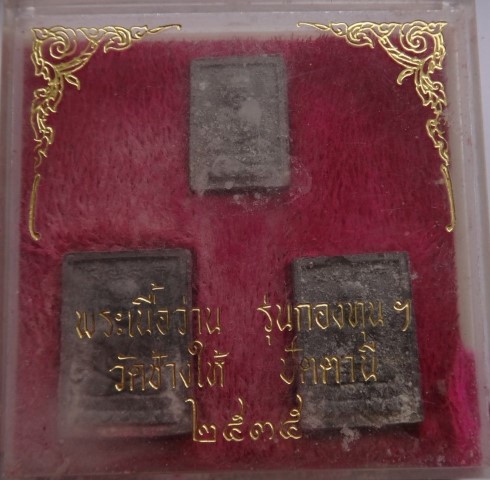 พระเนื้อว่าน รุ่นกองทุนฯ
วัดช้างให้ ปัตตานี
๒๕๓๕